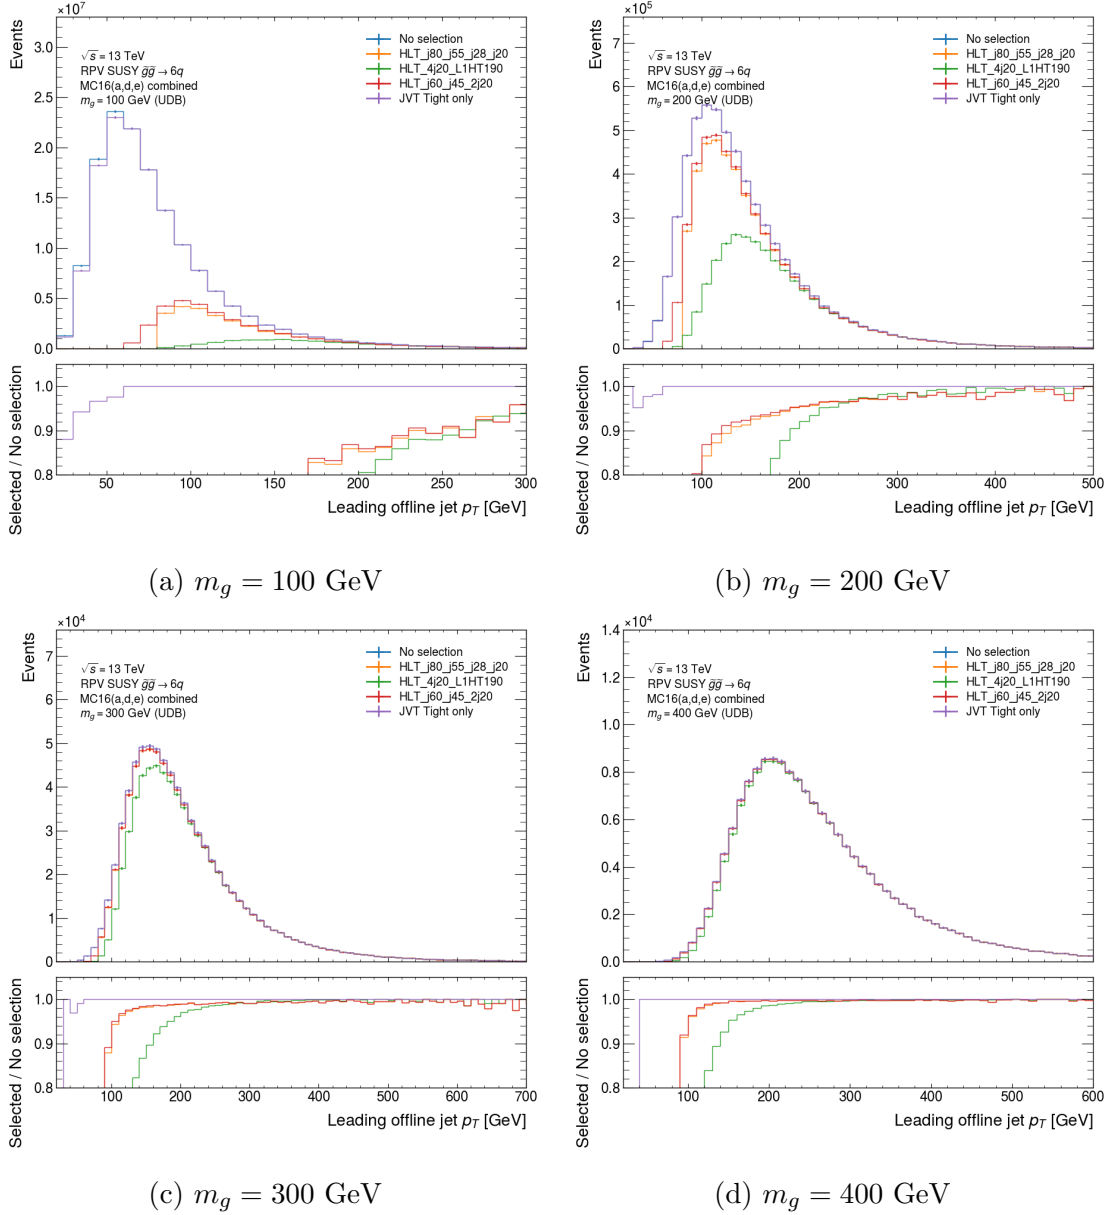 ×10⁷
Events
3.0
2.5
2.0
1.5
1.0
0.5
0.0
√s = 13 TeV
RPV SUSY g̃g̃ → 6q
MC16(a,d,e) combined
m_g = 100 GeV (UDB)
No selection
HLT_j80_j55_j28_j20
HLT_4j20_L1HT190
HLT_j60_j45_2j20
JVT Tight only
Selected / No selection
1.0
0.9
0.8
50 100 150 200 250 300
Leading offline jet p_T [GeV]
(a) m_g = 100 GeV
×10⁵
Events
7
6
5
4
3
2
1
0
√s = 13 TeV
RPV SUSY g̃g̃ → 6q
MC16(a,d,e) combined
m_g = 200 GeV (UDB)
No selection
HLT_j80_j55_j28_j20
HLT_4j20_L1HT190
HLT_j60_j45_2j20
JVT Tight only
Selected / No selection
1.0
0.9
0.8
100 200 300 400 500
Leading offline jet p_T [GeV]
(b) m_g = 200 GeV
×10⁴
Events
7
6
5
4
3
2
1
0
√s = 13 TeV
RPV SUSY g̃g̃ → 6q
MC16(a,d,e) combined
m_g = 300 GeV (UDB)
No selection
HLT_j80_j55_j28_j20
HLT_4j20_L1HT190
HLT_j60_j45_2j20
JVT Tight only
Selected / No selection
1.0
0.9
0.8
100 200 300 400 500 600 700
Leading offline jet p_T [GeV]
(c) m_g = 300 GeV
×10⁴
Events
1.4
1.2
1.0
0.8
0.6
0.4
0.2
0.0
√s = 13 TeV
RPV SUSY g̃g̃ → 6q
MC16(a,d,e) combined
m_g = 400 GeV (UDB)
No selection
HLT_j80_j55_j28_j20
HLT_4j20_L1HT190
HLT_j60_j45_2j20
JVT Tight only
Selected / No selection
1.0
0.9
0.8
100 200 300 400 500 600
Leading offline jet p_T [GeV]
(d) m_g = 400 GeV